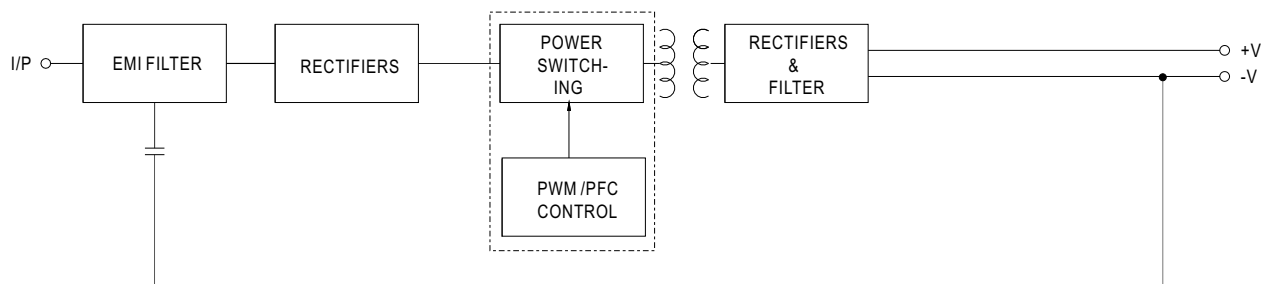 I/P
EMI FILTER
RECTIFIERS
POWER
SWITCH-
ING
PWM /PFC
CONTROL
RECTIFIERS
&
FILTER
+V
-V